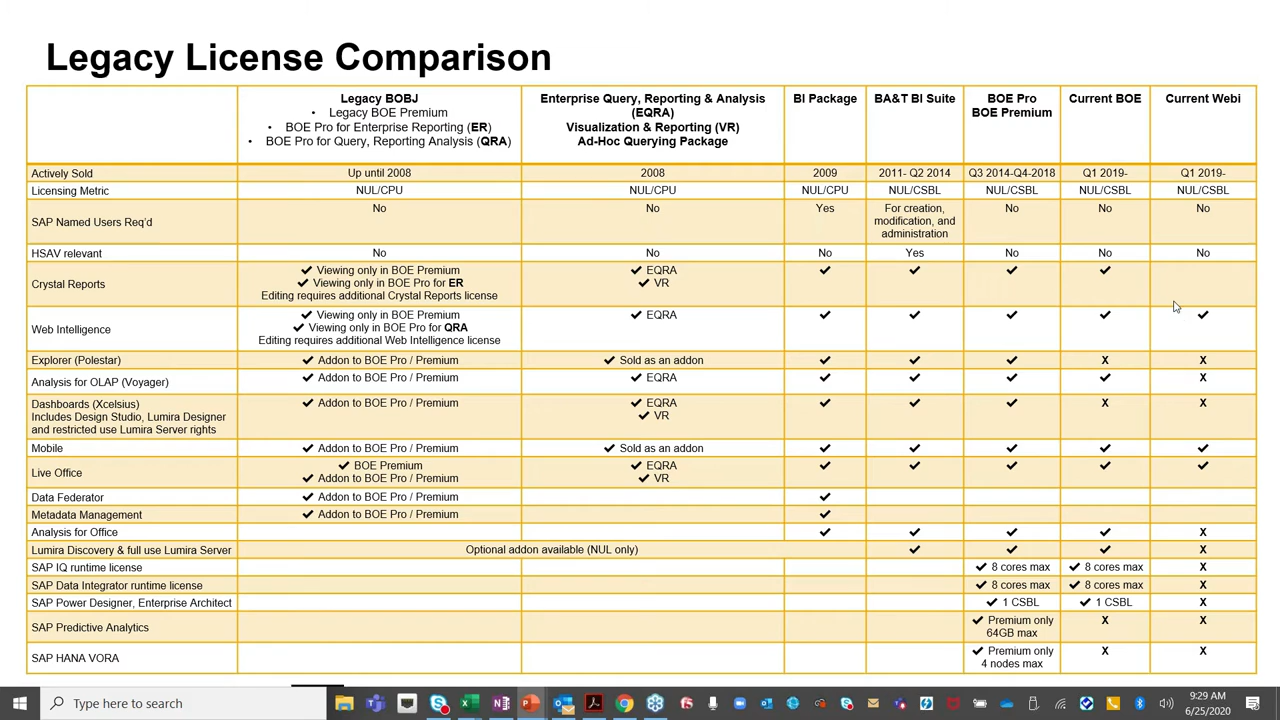 Legacy License Comparison
Legacy BOBJ
• Legacy BOE Premium
• BOE Pro for Enterprise Reporting (ER)
• BOE Pro for Query, Reporting Analysis (QRA)
Enterprise Query, Reporting & Analysis
(EQRA)
Visualization & Reporting (VR)
Ad-Hoc Querying Package
BI Package
BA&T BI Suite
BOE Pro
BOE Premium
Current BOE
Current Webi
Actively Sold
Up until 2008
2008
2009
2011- Q2 2014
Q3 2014-Q4-2018
Q1 2019-
Q1 2019-
Licensing Metric
NUL/CPU
NUL/CPU
NUL/CPU
NUL/CSBL
NUL/CSBL
NUL/CSBL
NUL/CSBL
SAP Named Users Req'd
No
No
Yes
For creation,
modification, and
administration
No
No
No
HSAV relevant
No
No
No
Yes
No
No
No
Crystal Reports
✓ Viewing only in BOE Premium
✓ Viewing only in BOE Pro for ER
Editing requires additional Crystal Reports license
✓ EQRA
✓ VR
✓
✓
✓
✓
Web Intelligence
✓ Viewing only in BOE Premium
✓ Viewing only in BOE Pro for QRA
Editing requires additional Web Intelligence license
✓ EQRA
✓
✓
✓
✓
✓
Explorer (Polestar)
✓ Addon to BOE Pro / Premium
✓ Sold as an addon
✓
✓
✓
X
X
Analysis for OLAP (Voyager)
✓ Addon to BOE Pro / Premium
✓ EQRA
✓
✓
✓
✓
X
Dashboards (Xcelsius)
Includes Design Studio, Lumira Designer
and restricted use Lumira Server rights
✓ Addon to BOE Pro / Premium
✓ EQRA
✓ VR
✓
✓
✓
X
X
Mobile
✓ Addon to BOE Pro / Premium
✓ Sold as an addon
✓
✓
✓
✓
✓
Live Office
✓ BOE Premium
✓ Addon to BOE Pro / Premium
✓ EQRA
✓ VR
✓
✓
✓
✓
✓
Data Federator
✓ Addon to BOE Pro / Premium
✓
Metadata Management
✓ Addon to BOE Pro / Premium
✓
Analysis for Office
✓
✓
✓
✓
X
Lumira Discovery & full use Lumira Server
Optional addon available (NUL only)
✓
✓
✓
X
SAP IQ runtime license
✓ 8 cores max
✓ 8 cores max
X
SAP Data Integrator runtime license
✓ 8 cores max
✓ 8 cores max
X
SAP Power Designer, Enterprise Architect
✓ 1 CSBL
✓ 1 CSBL
X
SAP Predictive Analytics
✓ Premium only
64GB max
X
X
SAP HANA VORA
✓ Premium only
4 nodes max
X
X
Type here to search
9:29 AM
6/25/2020